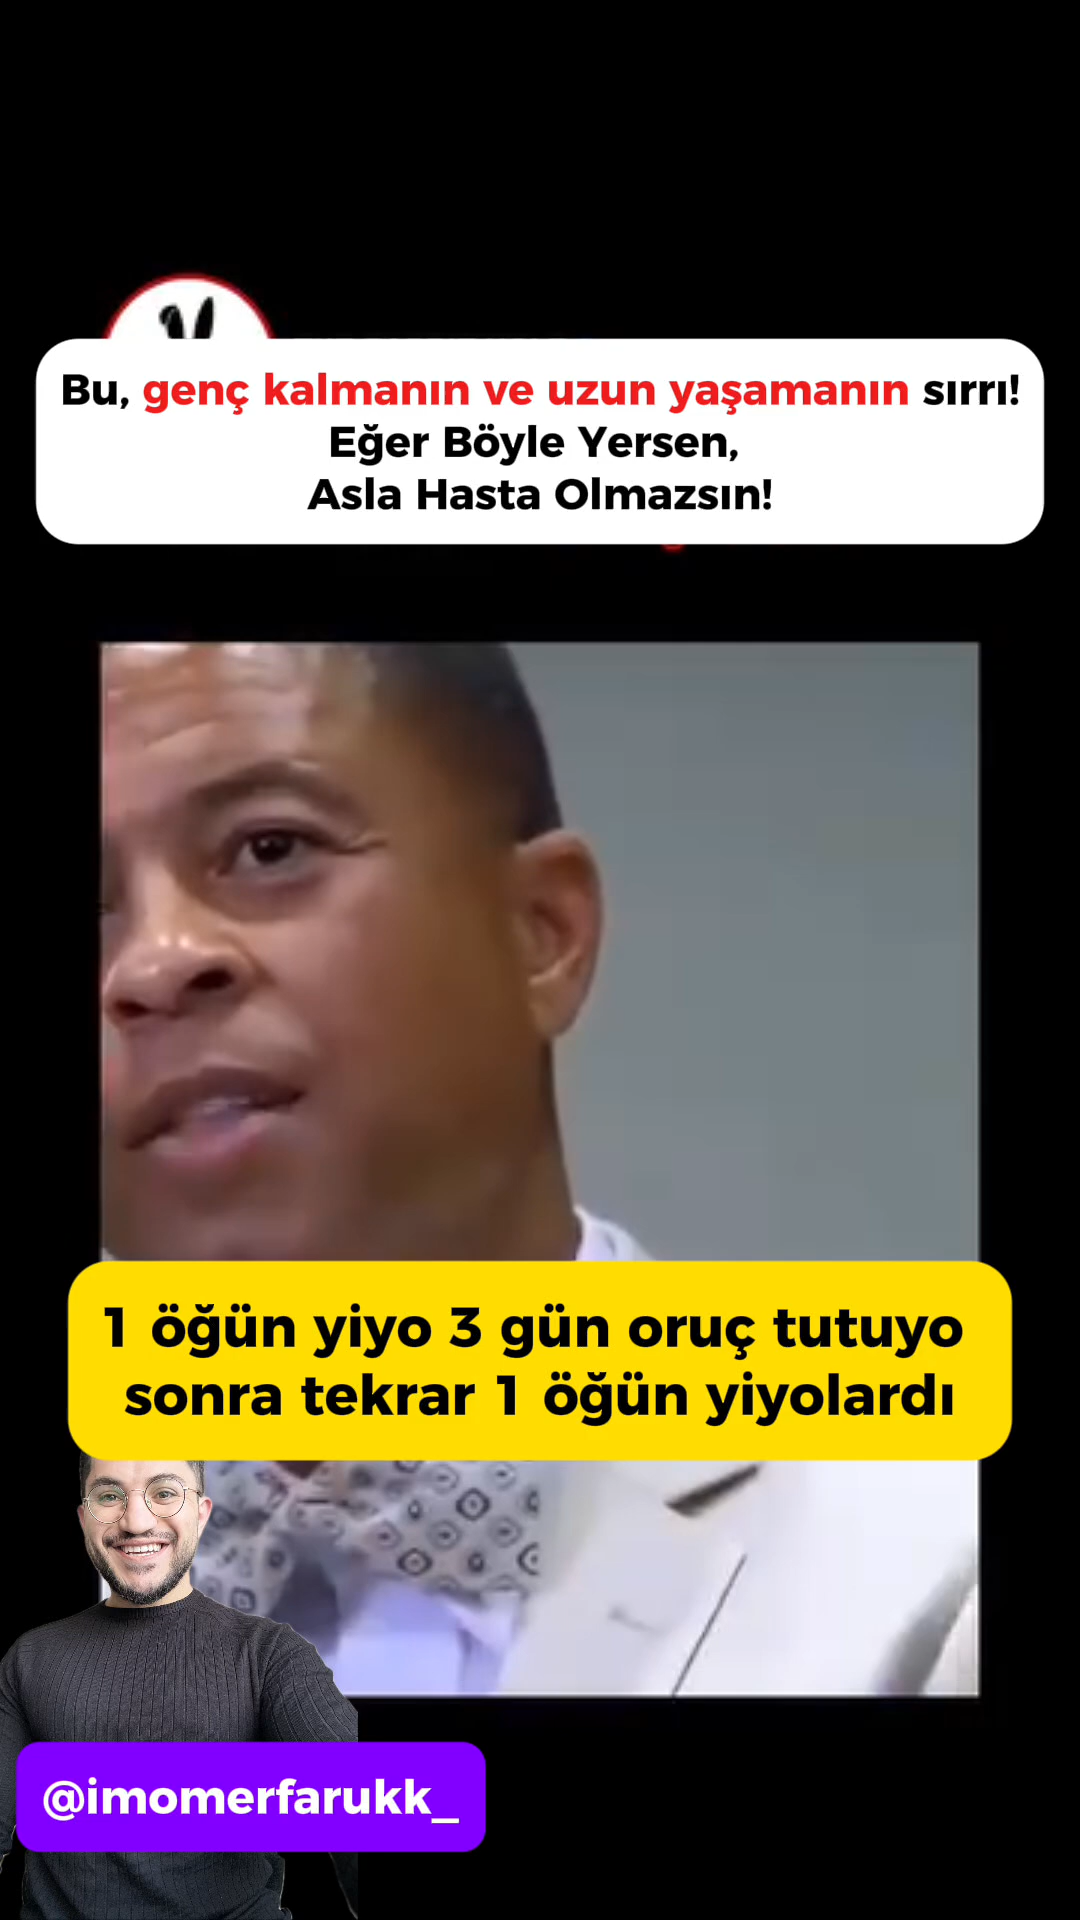 Bu, genç kalmanın ve uzun yaşamanın sırrı!
Eğer Böyle Yersen,
Asla Hasta Olmazsın!
1 öğün yiyo 3 gün oruç tutuyo
sonra tekrar 1 öğün yiyolardı
@imomerfarukk_